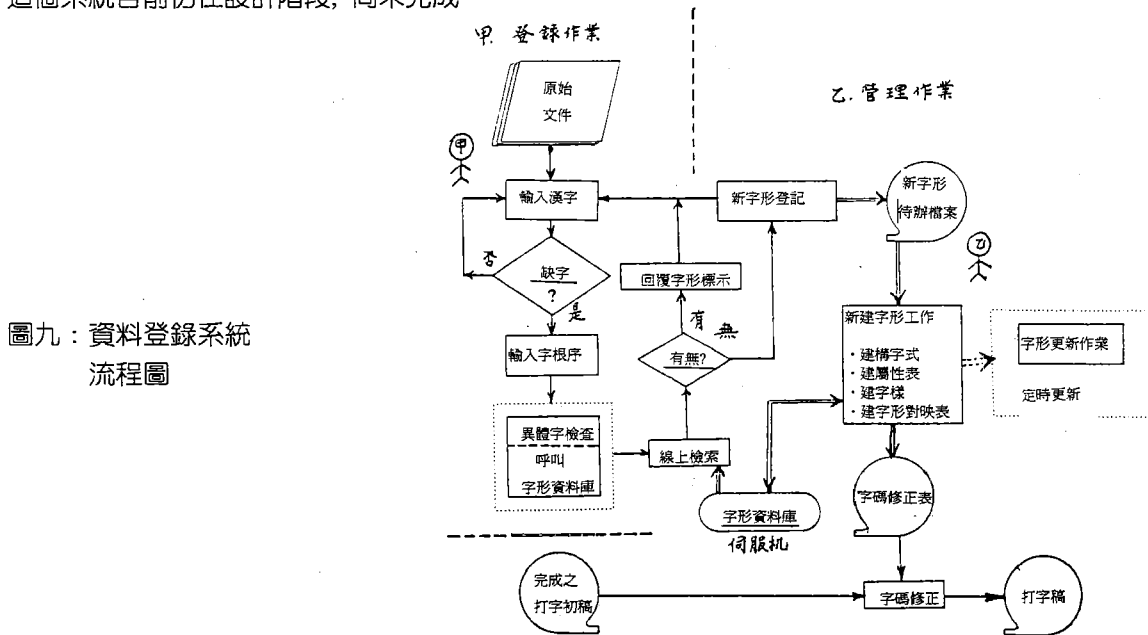 這個系統目前仍在設計階段, 尚未完成
甲. 登錄作業
原始
文件
乙. 管理作業
甲
輸入漢字
新字形登記
新字形
待辦檔案
乙
否
缺字
?
是
回覆字形標示
有 無
輸入字根序
有無?
新建字形工作
・建構字式
・建屬性表
・建字樣
・建字形對映表
字形更新作業
定時更新
圖九：資料登錄系統
流程圖
異體字檢查
呼叫
字形資料庫
線上檢索
字形資料庫
伺服机
字碼修正表
完成之
打字初稿
字碼修正
打字稿